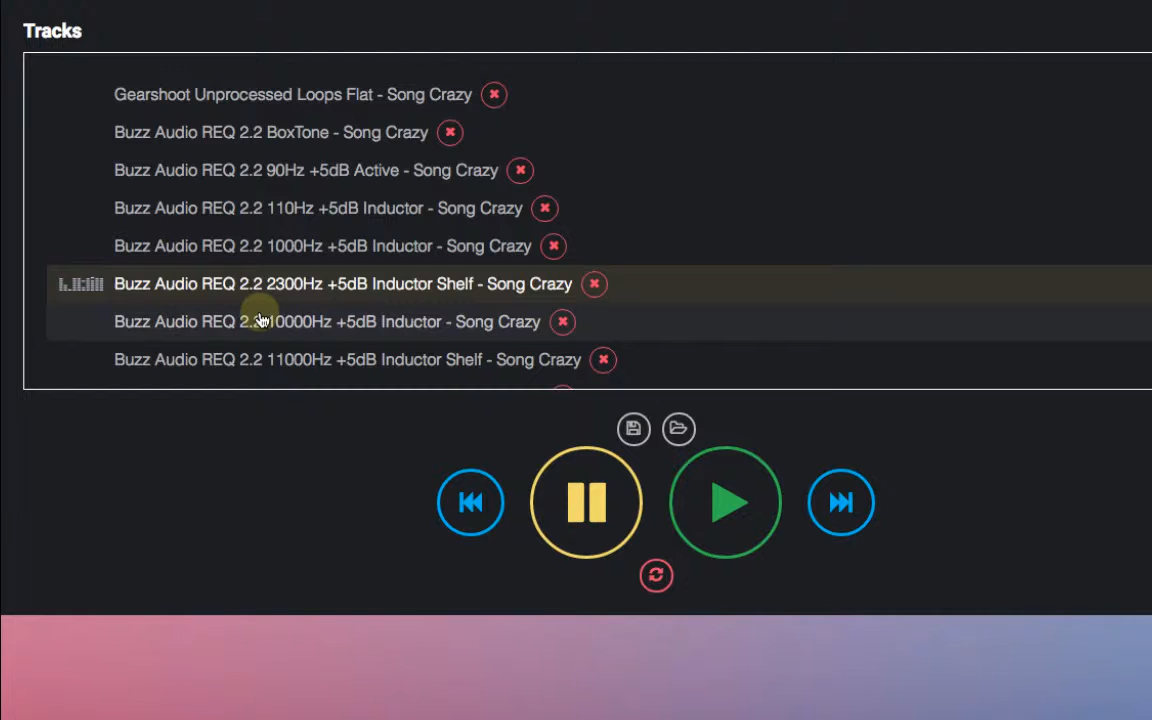 Tracks
Gearshoot Unprocessed Loops Flat - Song Crazy
Buzz Audio REQ 2.2 BoxTone - Song Crazy
Buzz Audio REQ 2.2 90Hz +5dB Active - Song Crazy
Buzz Audio REQ 2.2 110Hz +5dB Inductor - Song Crazy
Buzz Audio REQ 2.2 1000Hz +5dB Inductor - Song Crazy
Buzz Audio REQ 2.2 2300Hz +5dB Inductor Shelf - Song Crazy
Buzz Audio REQ 2.2 10000Hz +5dB Inductor - Song Crazy
Buzz Audio REQ 2.2 11000Hz +5dB Inductor Shelf - Song Crazy